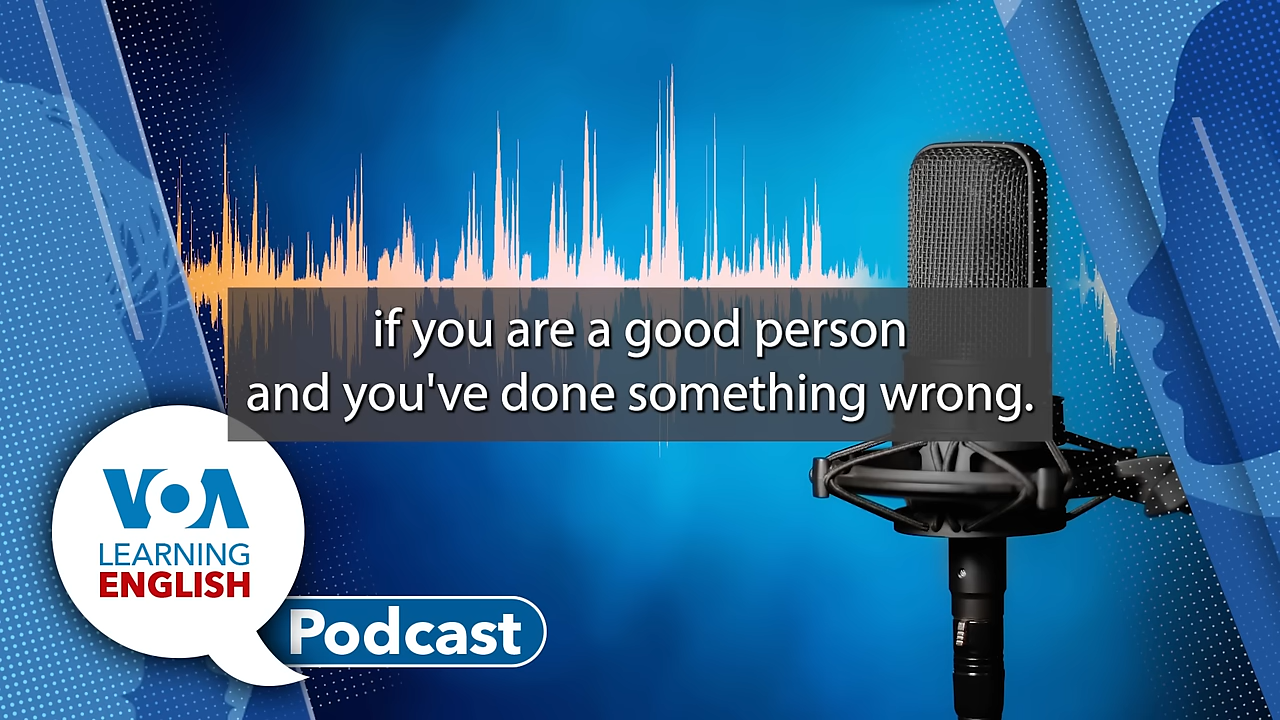 if you are a good person
and you've done something wrong.
VOA
LEARNING
ENGLISH
Podcast